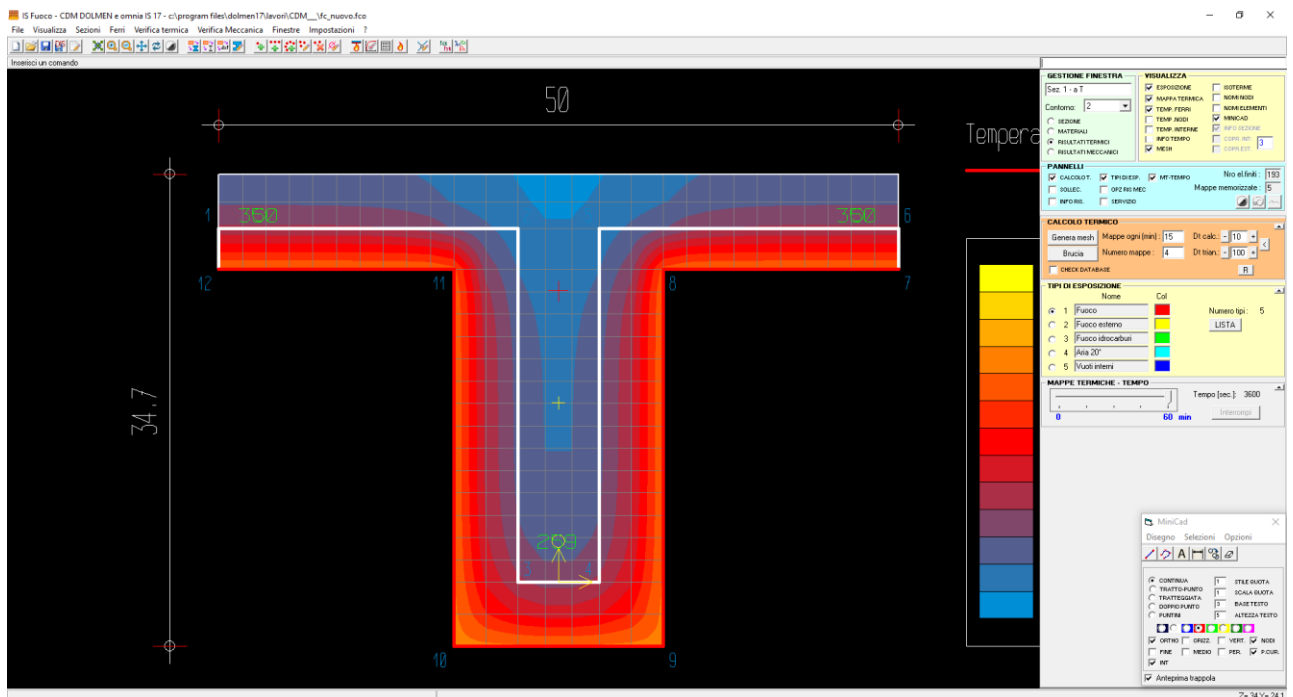 IS Fuoco - CDM DOLMEN e omnia IS 17 - c:\program files\dolmen17\lavori\CDM__\fc_nuovo.fco
File Visualizza Sezioni Ferri Verifica termica Verifica Meccanica Finestre Impostazioni ?
Inserisci un comando
50
Tempera
1
350
350
6
12
11
8
7
34.7
269
3
4
10
9
GESTIONE FINESTRA
Sez. 1 - a T
Contorno: 2
SEZIONE
MATERIALI
RISULTATI TERMICI
RISULTATI MECCANICI
VISUALIZZA
ESPOSIZIONE ISOTERME
MAPPA TERMICA NOMI NODI
TEMP. FERRI NOMI ELEMENTI
TEMP. NODI MINICAD
TEMP. INTERNE INFO SEZIONE
INFO TEMPO COPR. INT.
MESH COPR. EST. 3
PANNELLI
CALCOLO T. TIPI DI ESP. MT-TEMPO Nro el.finiti : 193
SOLLEC. OPZ RIS MEC Mappe memorizzate : 5
INFO RIS. SERVIZIO
CALCOLO TERMICO
Genera mesh Mappe ogni (min) : 15 Dt calc.: - 10 +
Brucia Numero mappe : 4 Dt trian.: - 100 + <
CHECK DATABASE R
TIPI DI ESPOSIZIONE
Nome Col
1 Fuoco Numero tipi : 5
2 Fuoco esterno LISTA
3 Fuoco idrocarburi
4 Aria 20°
5 Vuoti interni
MAPPE TERMICHE - TEMPO
Tempo [sec.]: 3600
0 60 min Interrompi
MiniCad
Disegno Selezioni Opzioni
A
CONTINUA 1 STILE QUOTA
TRATTO-PUNTO 1 SCALA QUOTA
TRATTEGGIATA
DOPPIO PUNTO 3 BASE TESTO
PUNTINI 5 ALTEZZA TESTO
ORTHO ORIZZ. VERT. NODI
FINE MEDIO PER. P.CUR.
INT
Anteprima trappola
Z= 34 Y= 24.1